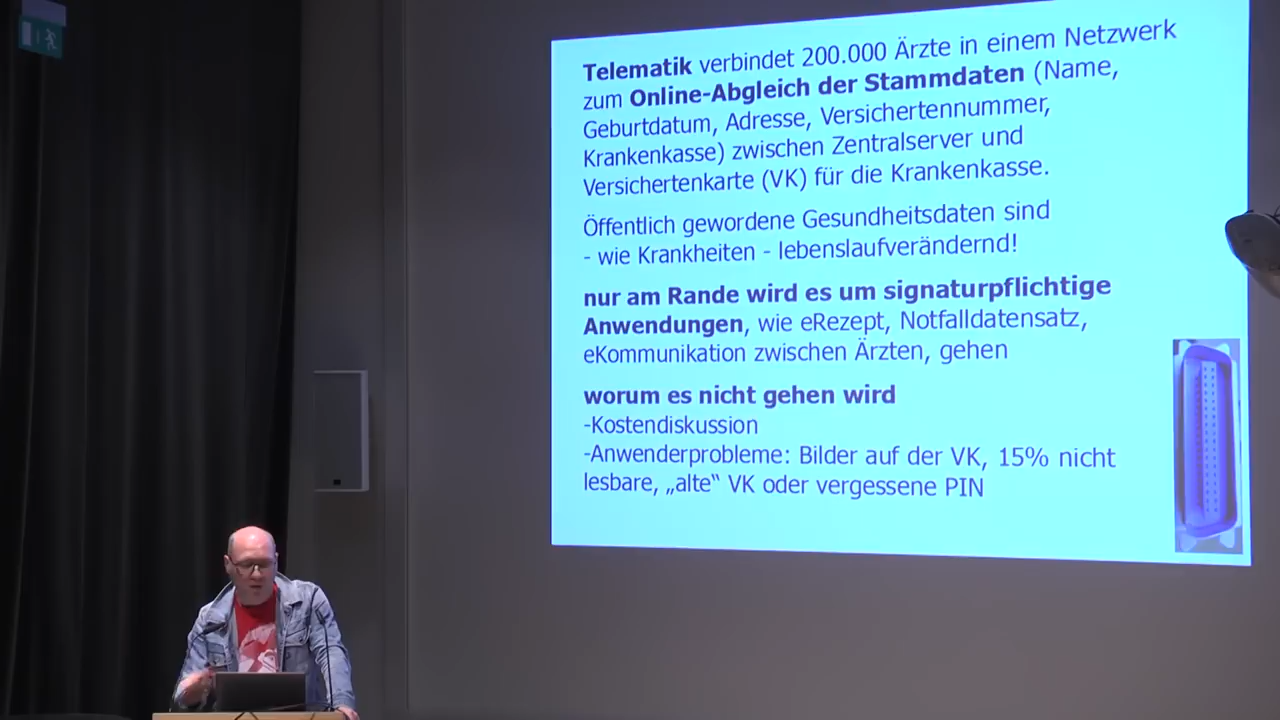 Telematik verbindet 200.000 Ärzte in einem Netzwerk
zum Online-Abgleich der Stammdaten (Name,
Geburtdatum, Adresse, Versichertennummer,
Krankenkasse) zwischen Zentralserver und
Versichertenkarte (VK) für die Krankenkasse.
Öffentlich gewordene Gesundheitsdaten sind
- wie Krankheiten - lebenslaufverändernd!
nur am Rande wird es um signaturpflichtige
Anwendungen, wie eRezept, Notfalldatensatz,
eKommunikation zwischen Ärzten, gehen
worum es nicht gehen wird
-Kostendiskussion
-Anwenderprobleme: Bilder auf der VK, 15% nicht
lesbare, „alte“ VK oder vergessene PIN